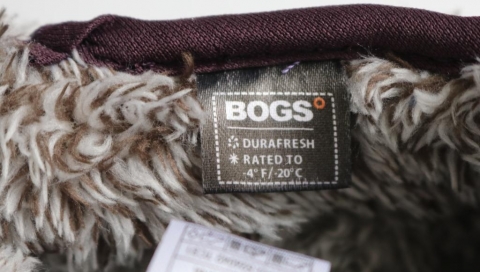 BOGS
DURAFRESH
RATED TO
-4° F/-20° C